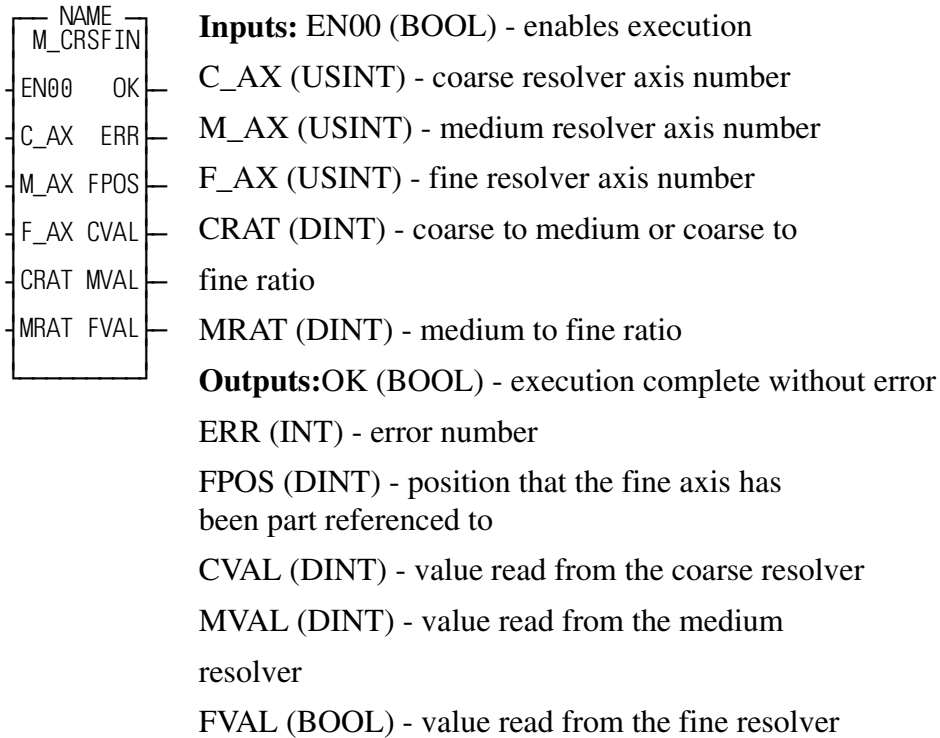 NAME
M_CRSFIN
EN00 OK
C_AX ERR
M_AX FPOS
F_AX CVAL
CRAT MVAL
MRAT FVAL
Inputs: EN00 (BOOL) - enables execution
C_AX (USINT) - coarse resolver axis number
M_AX (USINT) - medium resolver axis number
F_AX (USINT) - fine resolver axis number
CRAT (DINT) - coarse to medium or coarse to
fine ratio
MRAT (DINT) - medium to fine ratio
Outputs:OK (BOOL) - execution complete without error
ERR (INT) - error number
FPOS (DINT) - position that the fine axis has
been part referenced to
CVAL (DINT) - value read from the coarse resolver
MVAL (DINT) - value read from the medium
resolver
FVAL (BOOL) - value read from the fine resolver